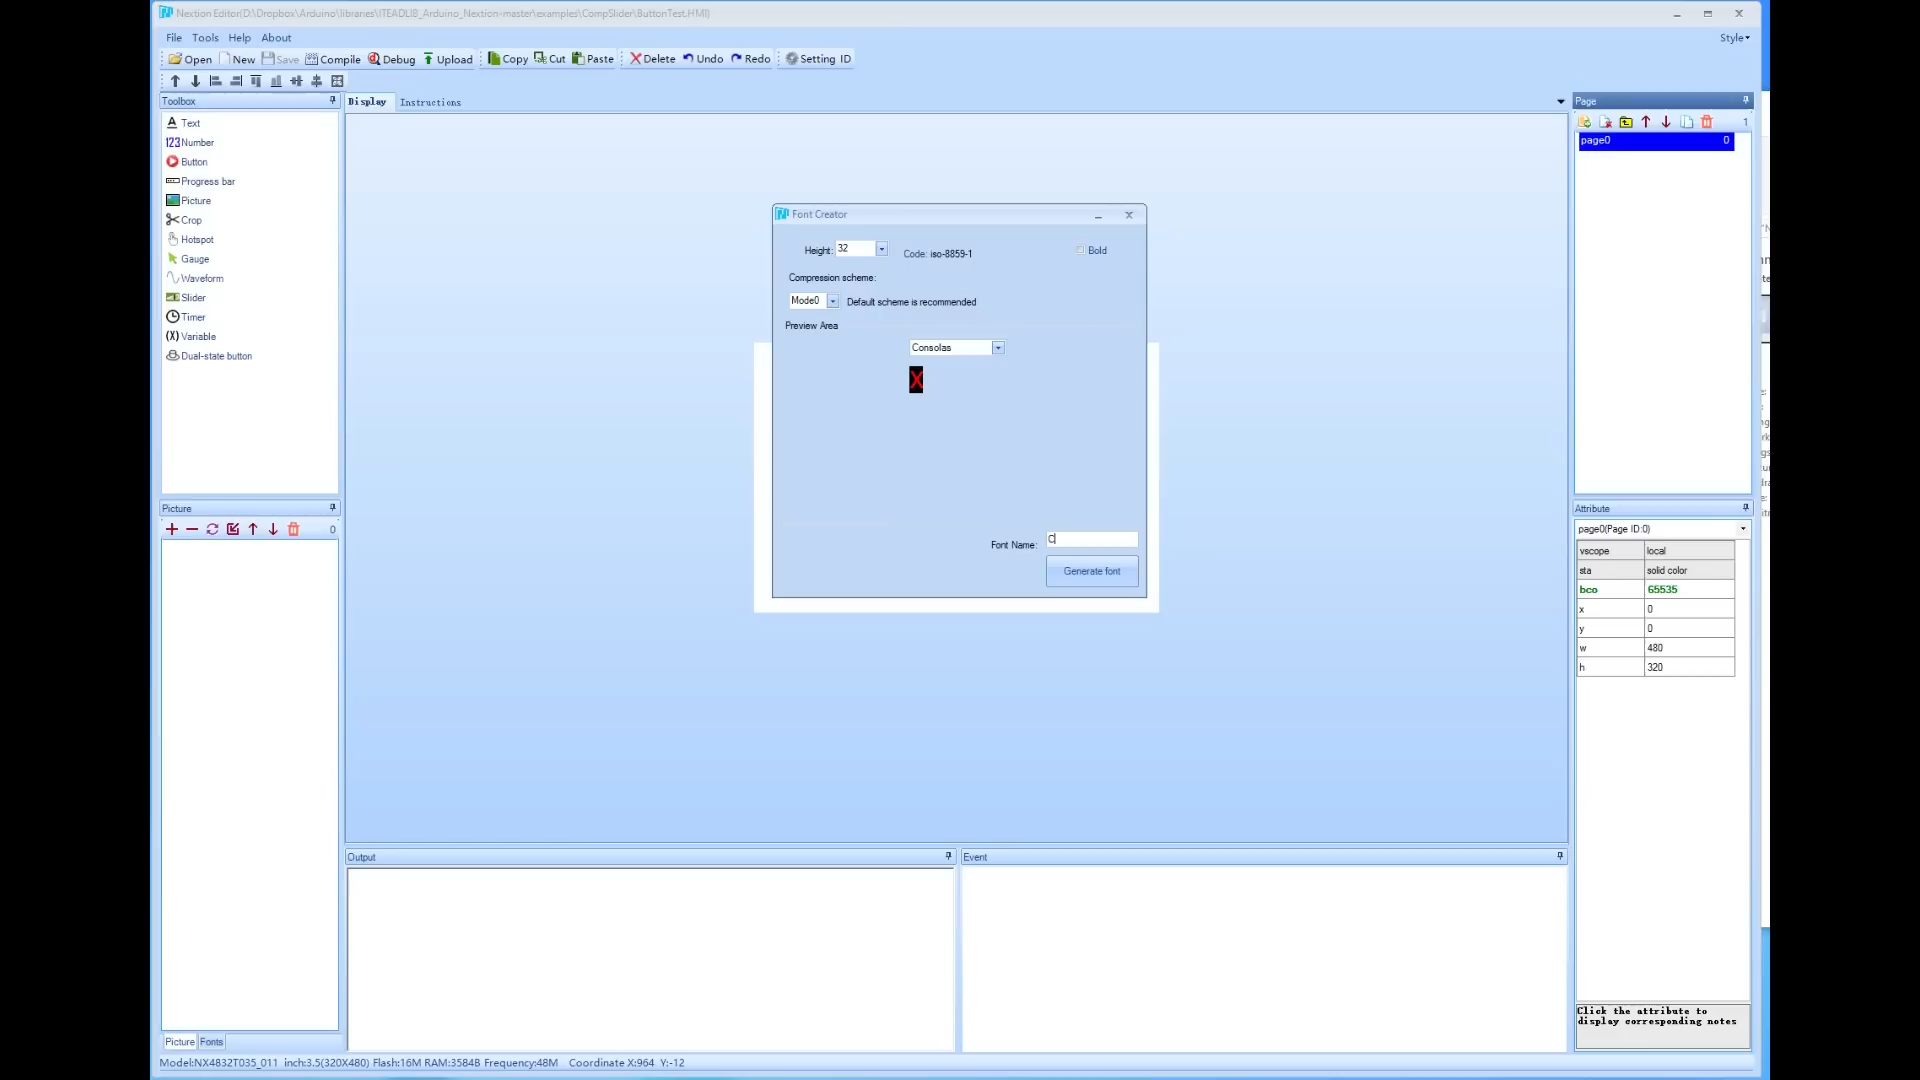 Nextion Editor(D:\Dropbox\Arduino\libraries\ITEADLIB_Arduino_Nextion-master\examples\CompSlider\ButtonTest.HMI)
File Tools Help About
Style
Open New Save Compile Debug Upload Copy Cut Paste Delete Undo Redo Setting ID
Toolbox
Display Instructions
Page
1
Text
123 Number
Button
Progress bar
Picture
Crop
Hotspot
Gauge
Waveform
Slider
Timer
(X) Variable
Dual-state button
page0 0
Font Creator
Height: 32 Code: iso-8859-1 Bold
Compression scheme:
Mode0 Default scheme is recommended
Preview Area
Consolas
X
Font Name: C
Generate font
Picture
0
Attribute
page0(Page ID:0)
vscope local
sta solid color
bco 65535
x 0
y 0
w 480
h 320
Output
Event
Click the attribute to
display corresponding notes
Picture Fonts
Model:NX4832T035_011 inch:3.5(320X480) Flash:16M RAM:3584B Frequency:48M Coordinate X:964 Y:-12